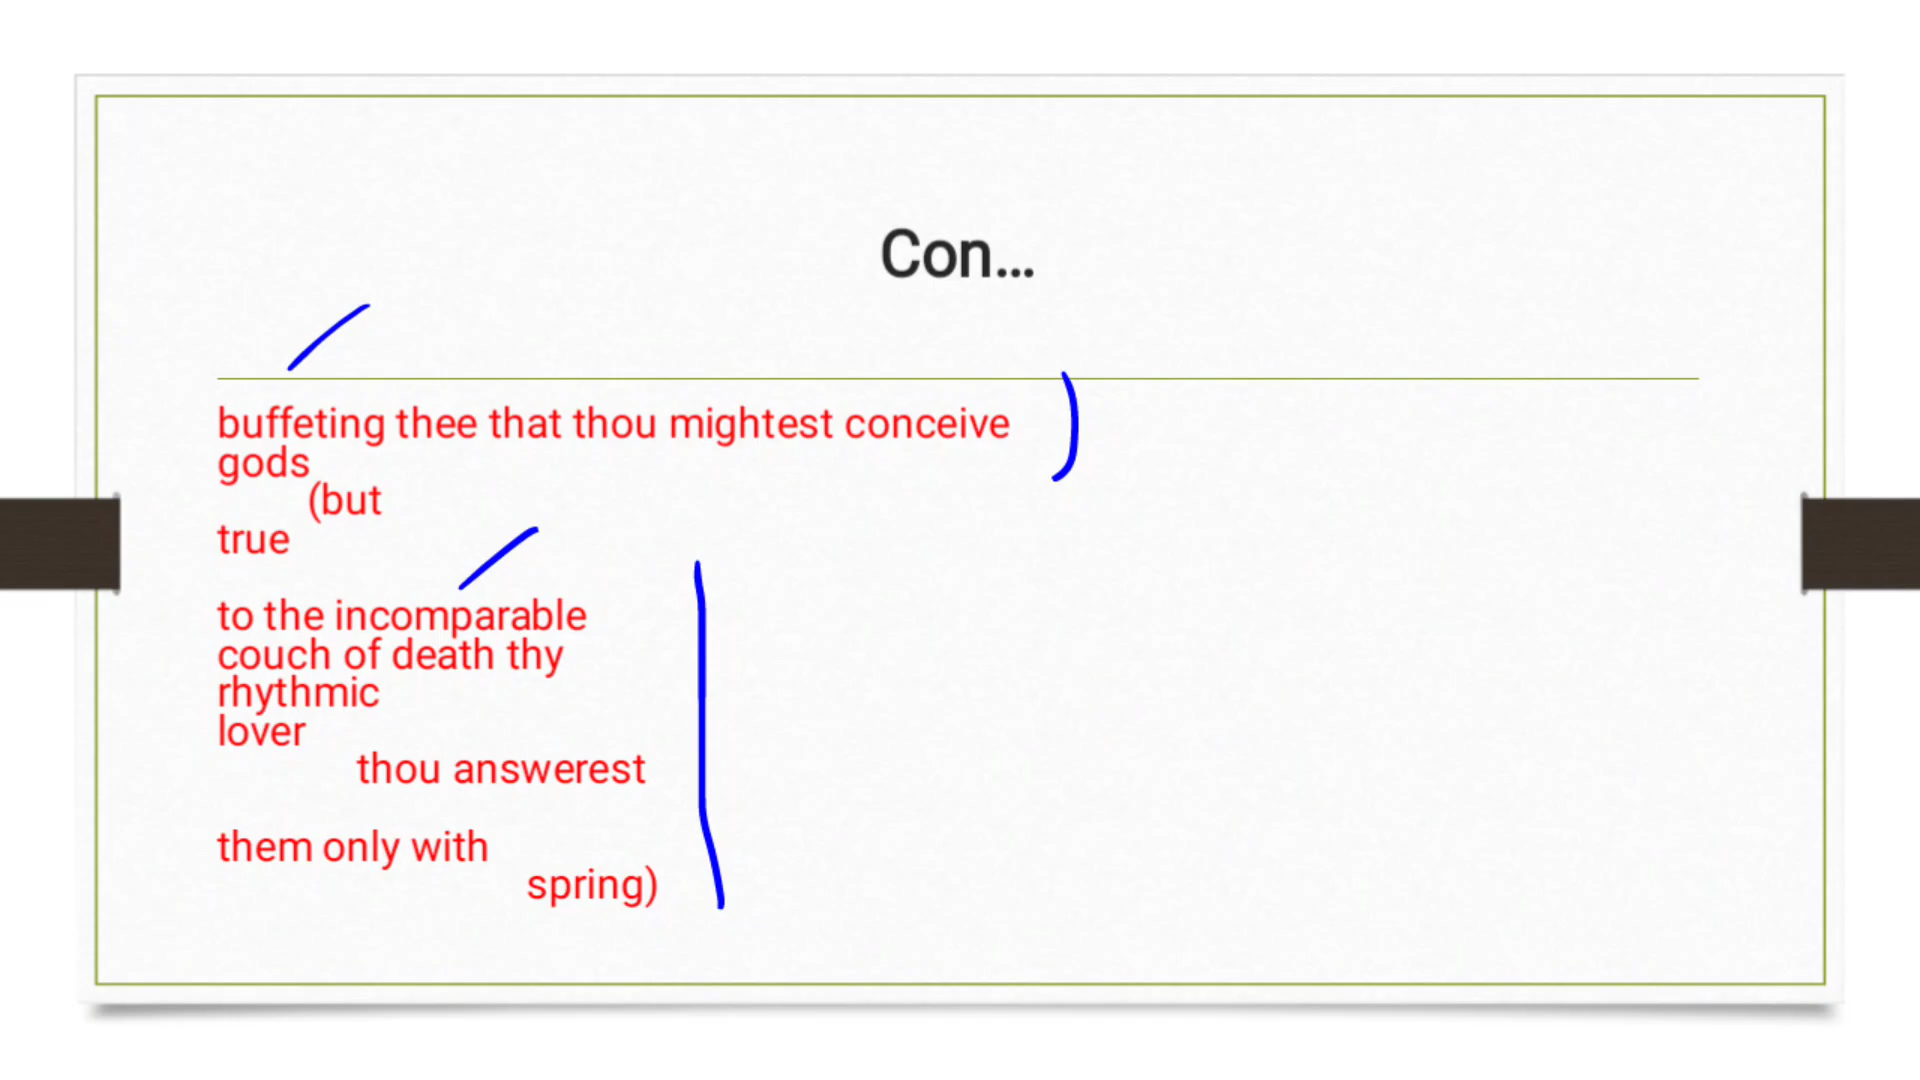 Con...
buffeting thee that thou mightest conceive
gods
(but
true
to the incomparable
couch of death thy
rhythmic
lover
thou answerest
them only with
spring)